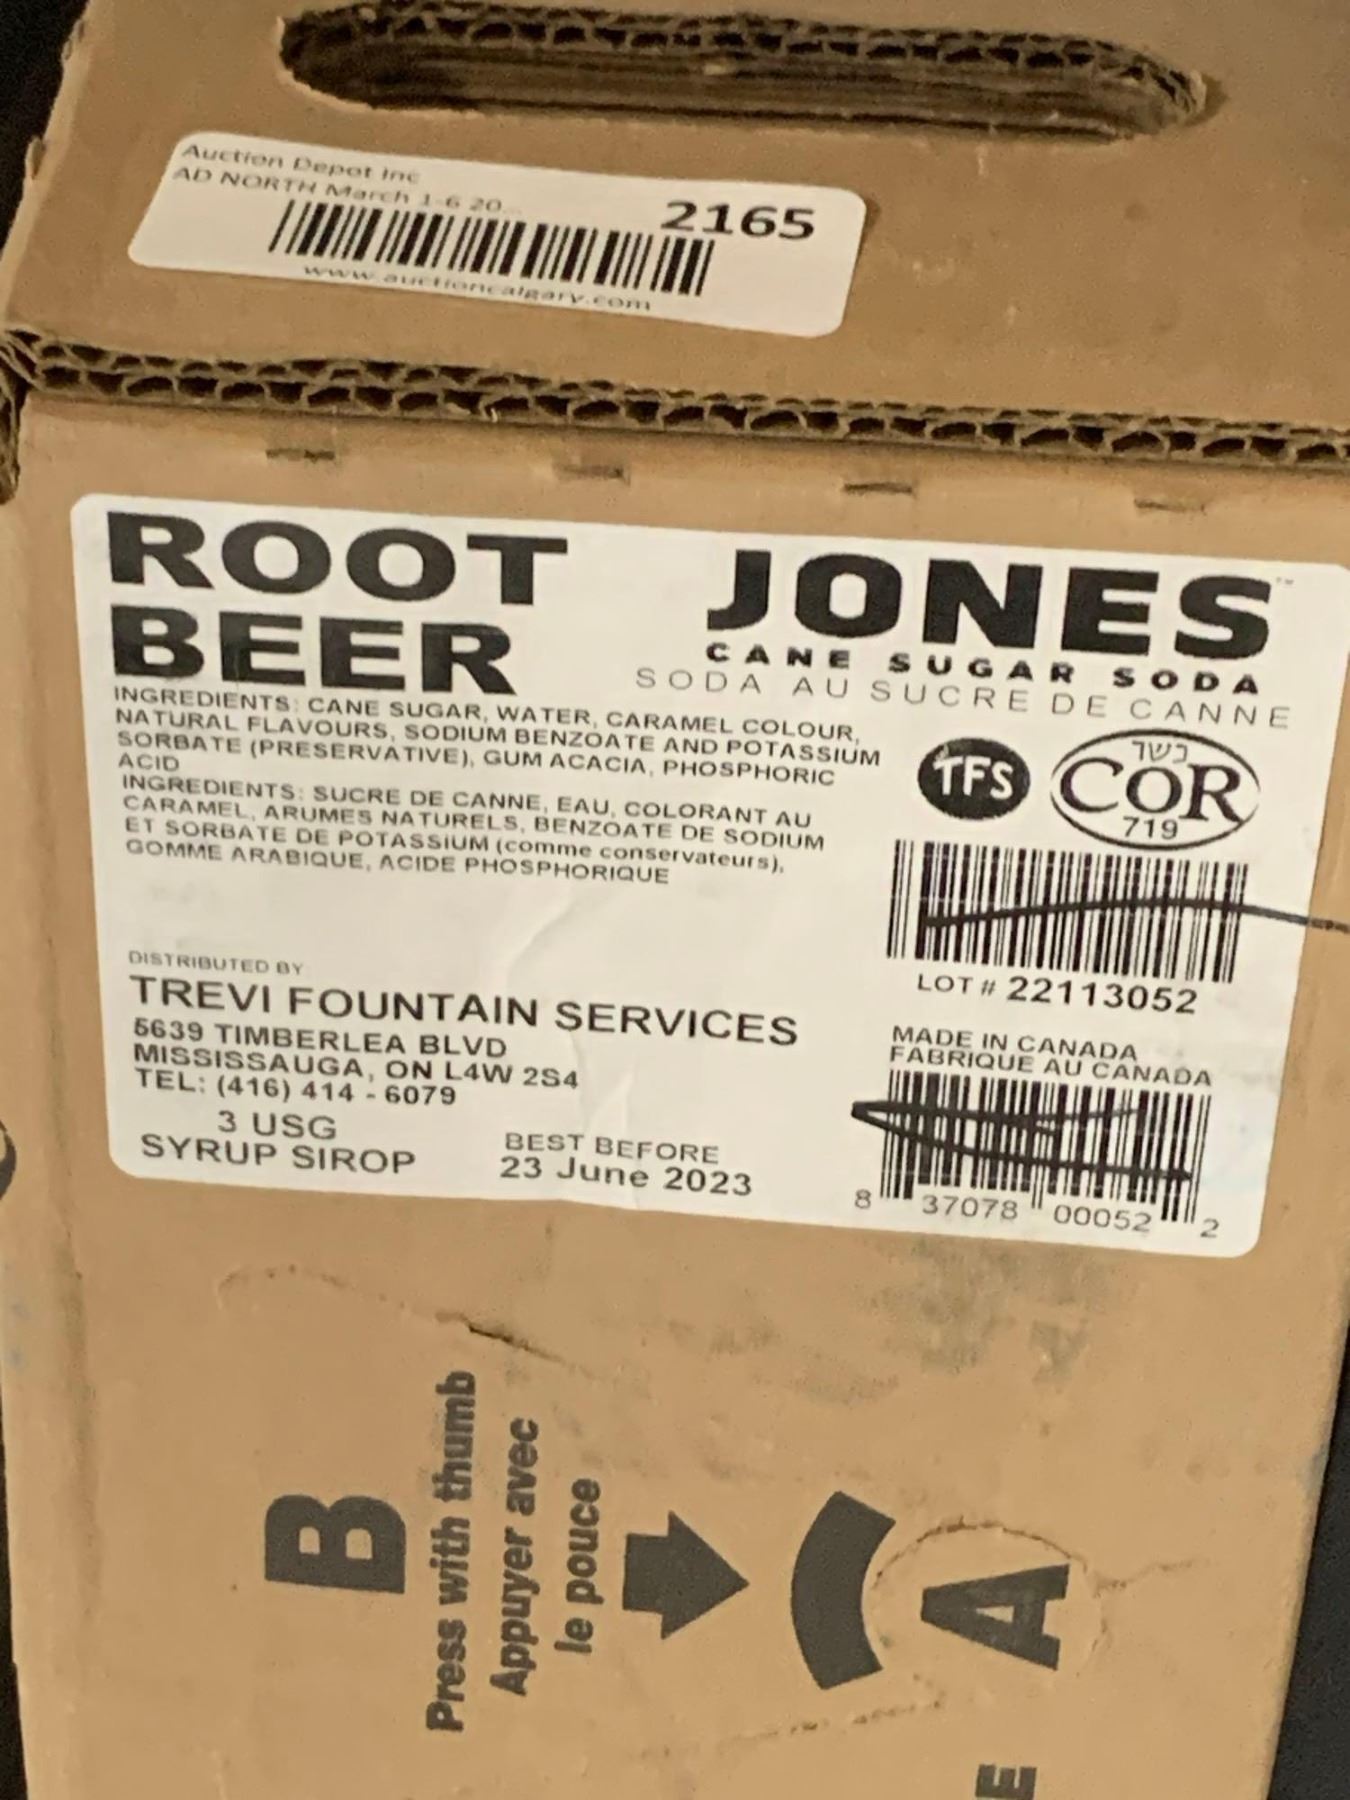 Auction Depot Inc
AD NORTH March 1-6 20
2165
www.auctioncalgary.com
ROOT
BEER
JONES™
CANE SUGAR SODA
SODA AU SUCRE DE CANNE
INGREDIENTS: CANE SUGAR, WATER, CARAMEL COLOUR,
NATURAL FLAVOURS, SODIUM BENZOATE AND POTASSIUM
SORBATE (PRESERVATIVE), GUM ACACIA, PHOSPHORIC
ACID
INGREDIENTS: SUCRE DE CANNE, EAU, COLORANT AU
CARAMEL, ARUMES NATURELS, BENZOATE DE SODIUM
ET SORBATE DE POTASSIUM (comme conservateurs),
GOMME ARABIQUE, ACIDE PHOSPHORIQUE
TFS
כשר
COR
719
LOT # 22113052
DISTRIBUTED BY
TREVI FOUNTAIN SERVICES
5639 TIMBERLEA BLVD
MISSISSAUGA, ON L4W 2S4
TEL: (416) 414 - 6079
3 USG
SYRUP SIROP
BEST BEFORE
23 June 2023
MADE IN CANADA
FABRIQUE AU CANADA
8 37078 00052 2
B
Press with thumb
Appuyer avec
le pouce
A
E